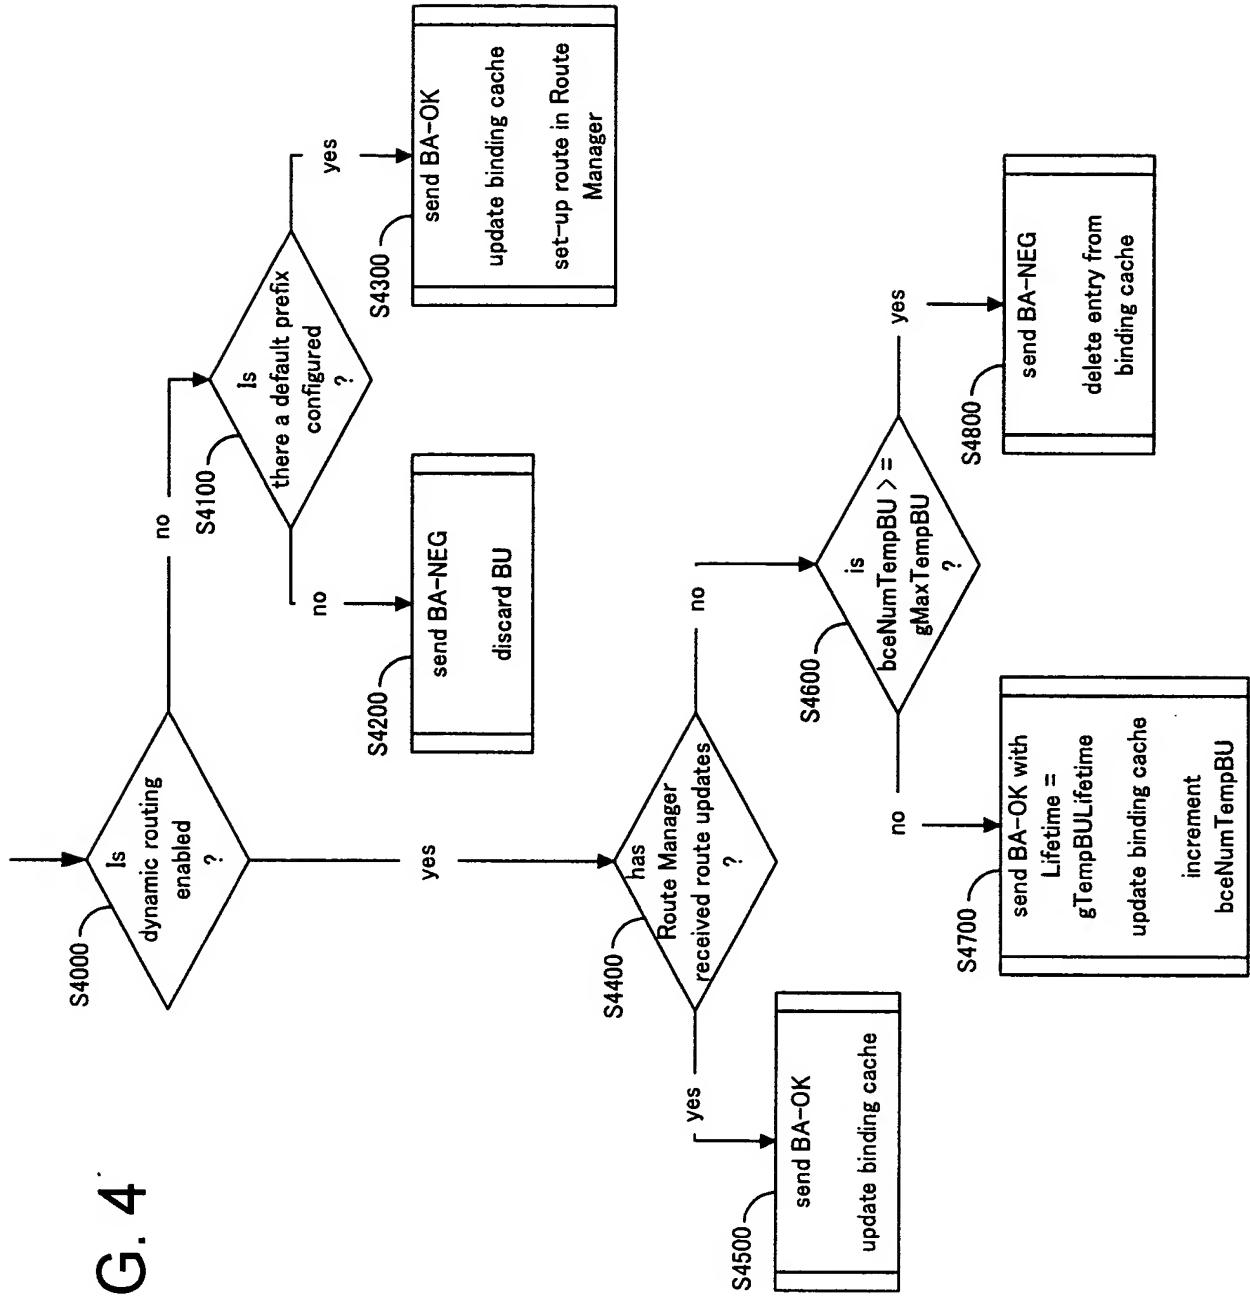 G. 4
S4000
Is
dynamic routing
enabled
?
no
S4100
Is
there a default prefix
configured
?
no
S4200
send BA-NEG
discard BU
yes
S4300
send BA-OK
update binding cache
set-up route in Route
Manager
yes
S4400
has
Route Manager
received route updates
?
yes
S4500
send BA-OK
update binding cache
no
S4600
is
bceNumTempBU >=
gMaxTempBU
?
no
S4700
send BA-OK with
Lifetime =
gTempBULifetime
update binding cache
increment
bceNumTempBU
yes
S4800
send BA-NEG
delete entry from
binding cache